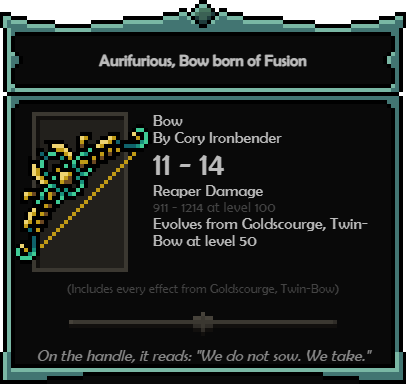 Aurifurious, Bow born of Fusion
Bow
By Cory Ironbender
11 - 14
Reaper Damage
911 - 1214 at level 100
Evolves from Goldscourge, Twin-
Bow at level 50
(Includes every effect from Goldscourge, Twin-Bow)
On the handle, it reads: "We do not sow. We take."